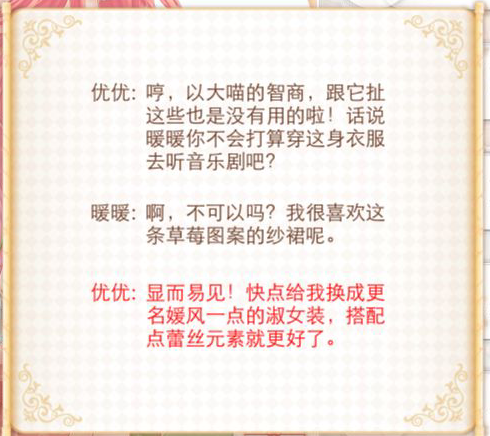 优优: 哼，以大喵的智商，跟它扯
这些也是没有用的啦！话说
暖暖你不会打算穿这身衣服
去听音乐剧吧？
暖暖: 啊，不可以吗？我很喜欢这
条草莓图案的纱裙呢。
优优: 显而易见！快点给我换成更
名媛风一点的淑女装，搭配
点蕾丝元素就更好了。